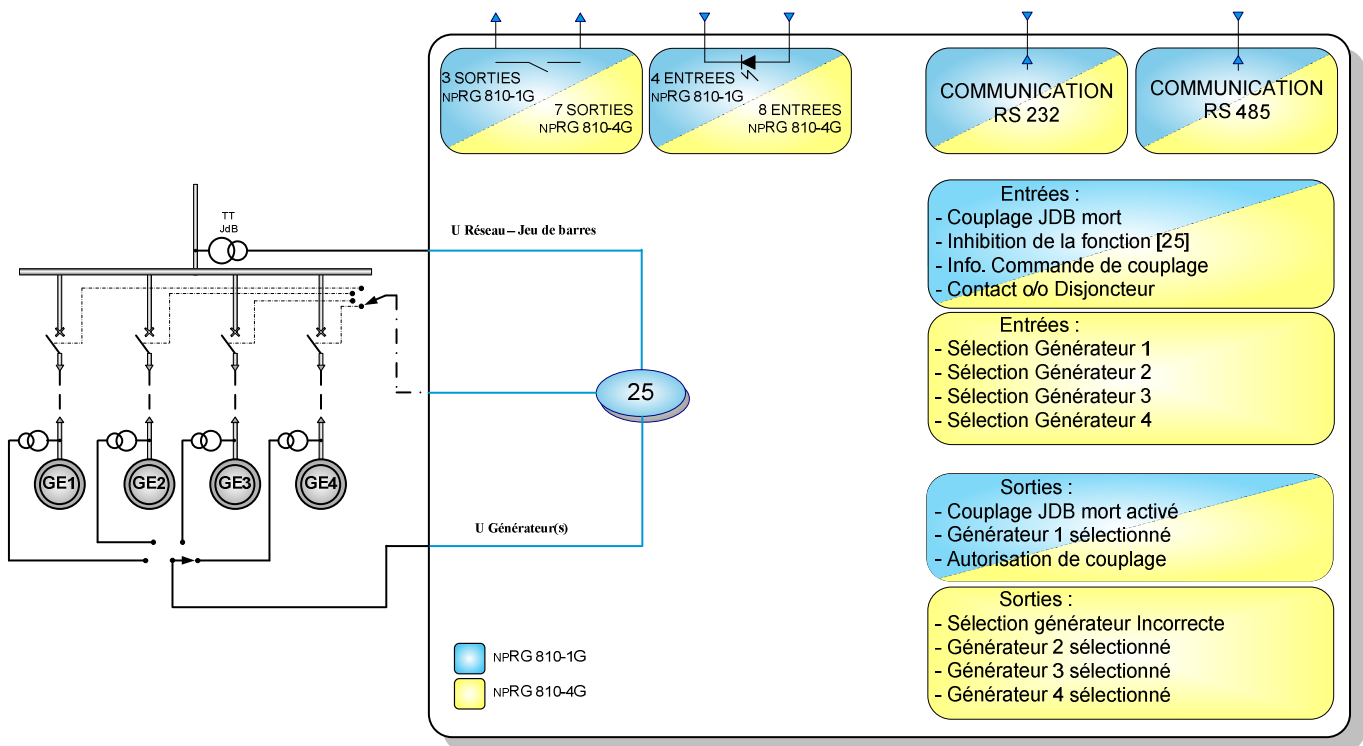 3 SORTIES
NPRG 810-1G
7 SORTIES
NPRG 810-4G
4 ENTREES
NPRG 810-1G
8 ENTREES
NPRG 810-4G
COMMUNICATION
RS 232
COMMUNICATION
RS 485
TT
JdB
U Réseau – Jeu de barres
Entrées :
- Couplage JDB mort
- Inhibition de la fonction [25]
- Info. Commande de couplage
- Contact o/o Disjoncteur
Entrées :
- Sélection Générateur 1
- Sélection Générateur 2
- Sélection Générateur 3
- Sélection Générateur 4
25
GE1
GE2
GE3
GE4
U Générateur(s)
Sorties :
- Couplage JDB mort activé
- Générateur 1 sélectionné
- Autorisation de couplage
Sorties :
- Sélection générateur Incorrecte
- Générateur 2 sélectionné
- Générateur 3 sélectionné
- Générateur 4 sélectionné
NPRG 810-1G
NPRG 810-4G